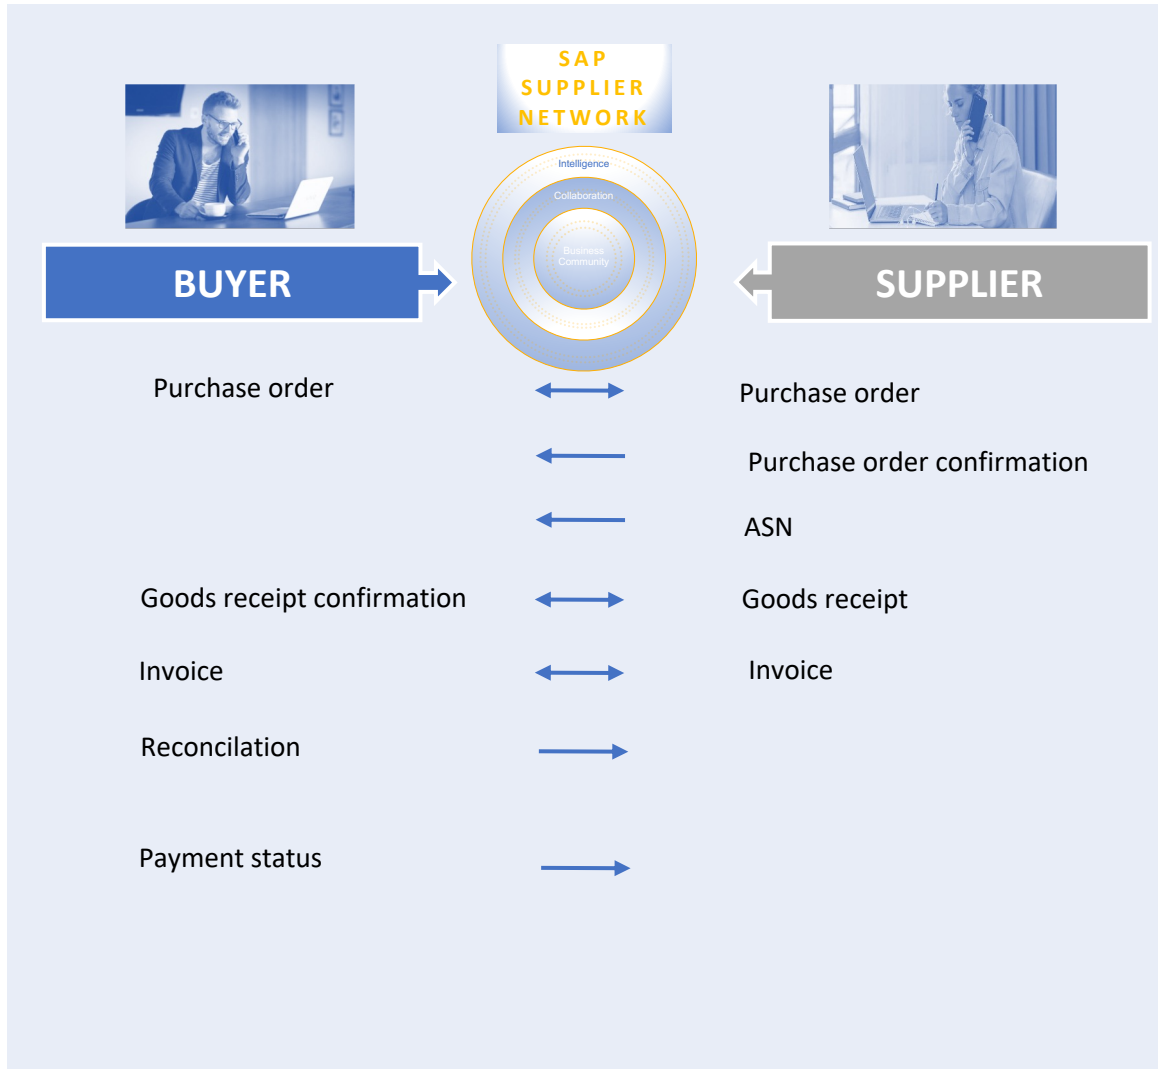 SAP
SUPPLIER
NETWORK
Intelligence
Collaboration
Business
Community
BUYER
SUPPLIER
Purchase order
Purchase order
Purchase order confirmation
ASN
Goods receipt confirmation
Goods receipt
Invoice
Invoice
Reconcilation
Payment status